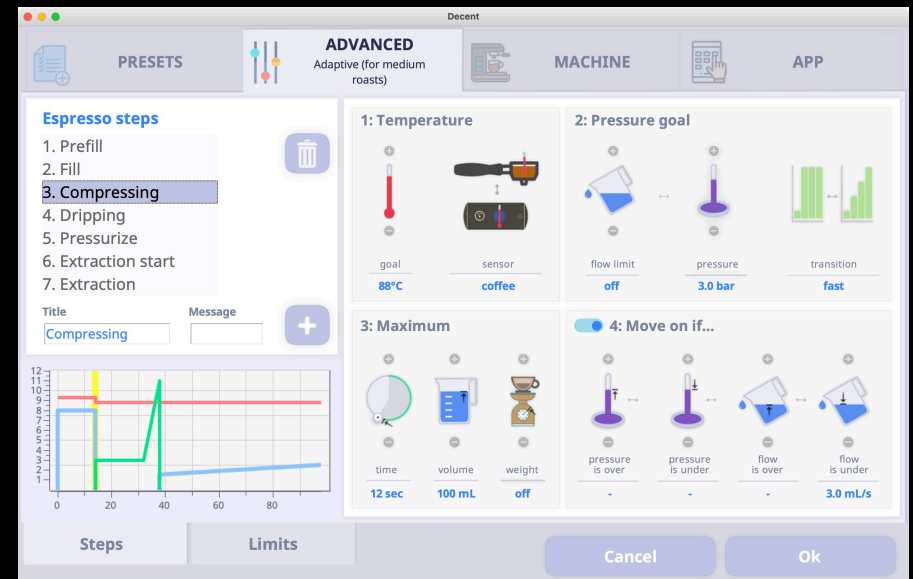 Decent
PRESETS
ADVANCED
Adaptive (for medium
roasts)
MACHINE
APP
Espresso steps
1. Prefill
2. Fill
3. Compressing
4. Dripping
5. Pressurize
6. Extraction start
7. Extraction
Title
Message
Compressing
12
11
10
9
8
7
6
5
4
3
2
1
0
20
40
60
80
1: Temperature
goal
88°C
sensor
coffee
2: Pressure goal
flow limit
off
pressure
3.0 bar
transition
fast
3: Maximum
time
12 sec
volume
100 mL
weight
off
4: Move on if...
pressure
is over
-
pressure
is under
-
flow
is over
-
flow
is under
3.0 mL/s
Steps
Limits
Cancel
Ok